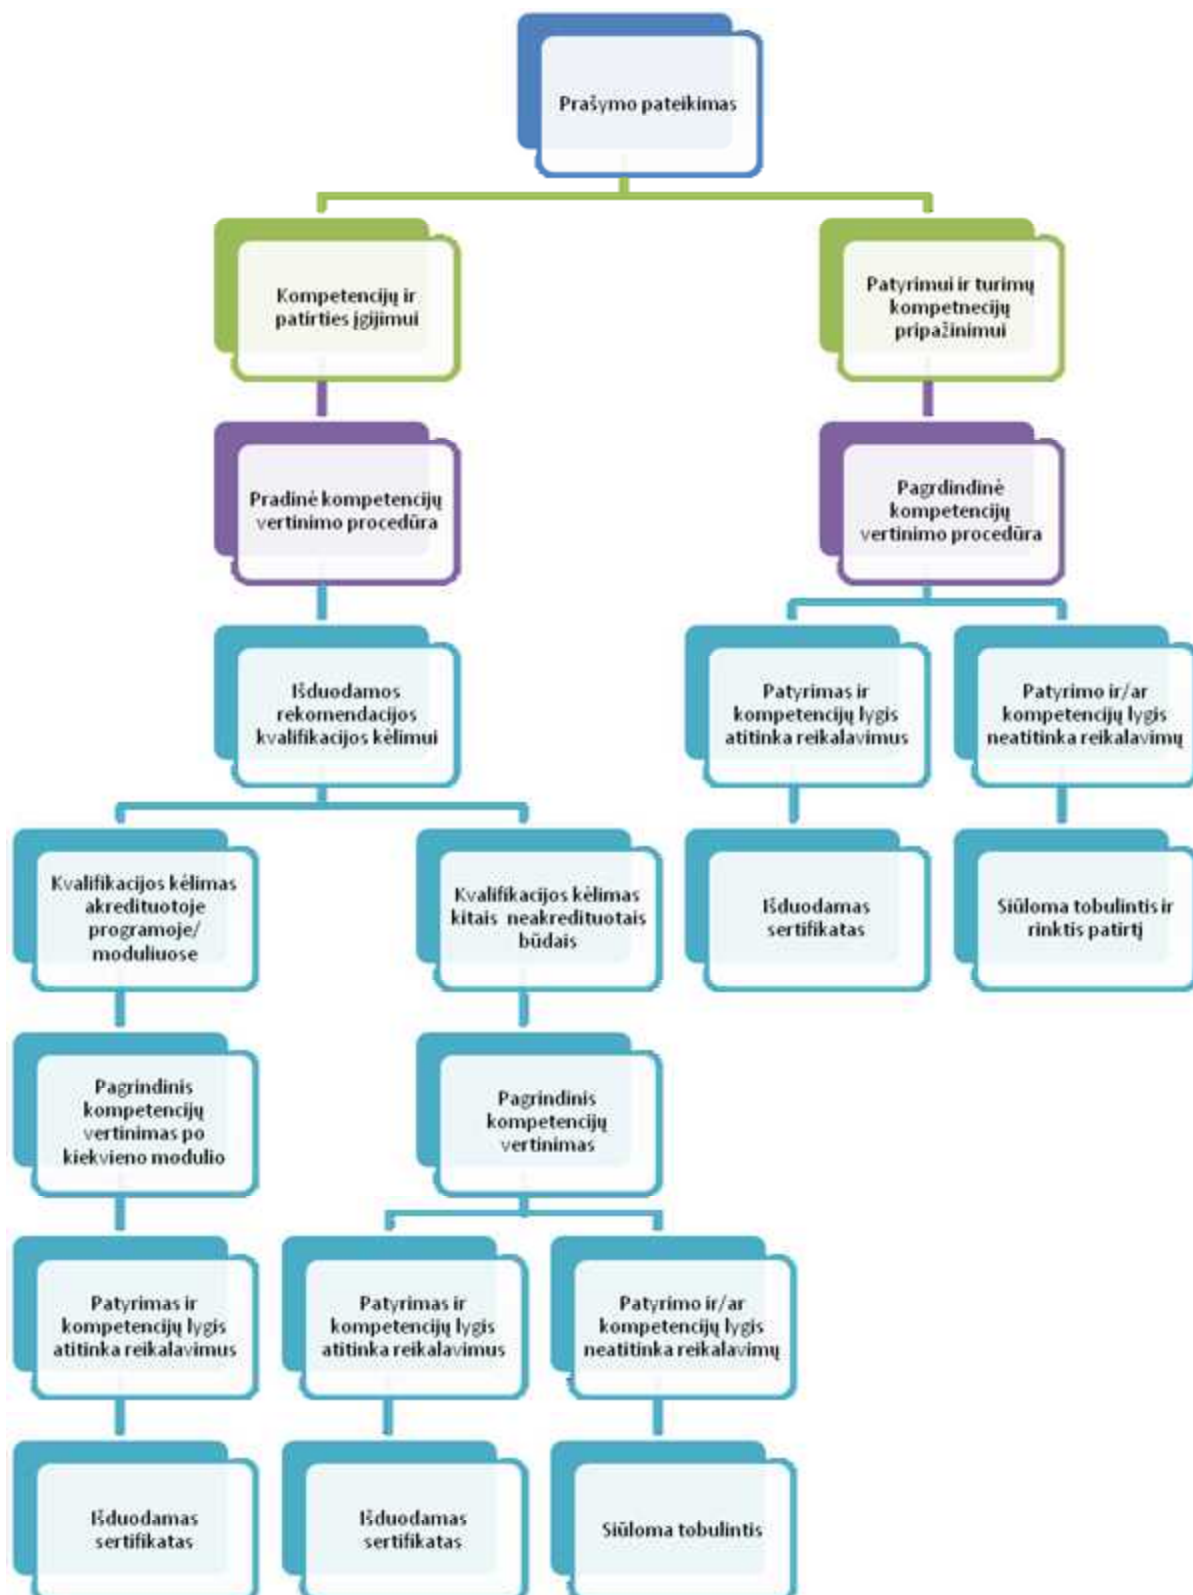 Prašymo pateikimas
Kompetencijų ir
patirties įgijimui
Patyrimui ir turimų
kompetnecijų
pripažinimui
Pradinė kompetencijų
vertinimo procedūra
Pagrdindinė
kompetencijų
vertinimo procedūra
Išduodamos
rekomendacijos
kvalifikacijos kėlimui
Patyrimas ir
kompetencijų lygis
atitinka reikalavimus
Patyrimo ir/ar
kompetencijų lygis
neatitinka reikalavimų
Kvalifikacijos kėlimas
akredituotoje
programoje/
moduliuose
Kvalifikacijos kėlimas
kitais neakredituotais
būdais
Išduodamas
sertifikatas
Siūloma tobulintis ir
rinktis patirtį
Pagrindinis
kompetencijų
vertinimas po
kiekvieno modulio
Pagrindinis
kompetencijų
vertinimas
Patyrimas ir
kompetencijų lygis
atitinka reikalavimus
Patyrimas ir
kompetencijų lygis
atitinka reikalavimus
Patyrimo ir/ar
kompetencijų lygis
neatitinka reikalavimų
Išduodamas
sertifikatas
Išduodamas
sertifikatas
Siūloma tobulintis